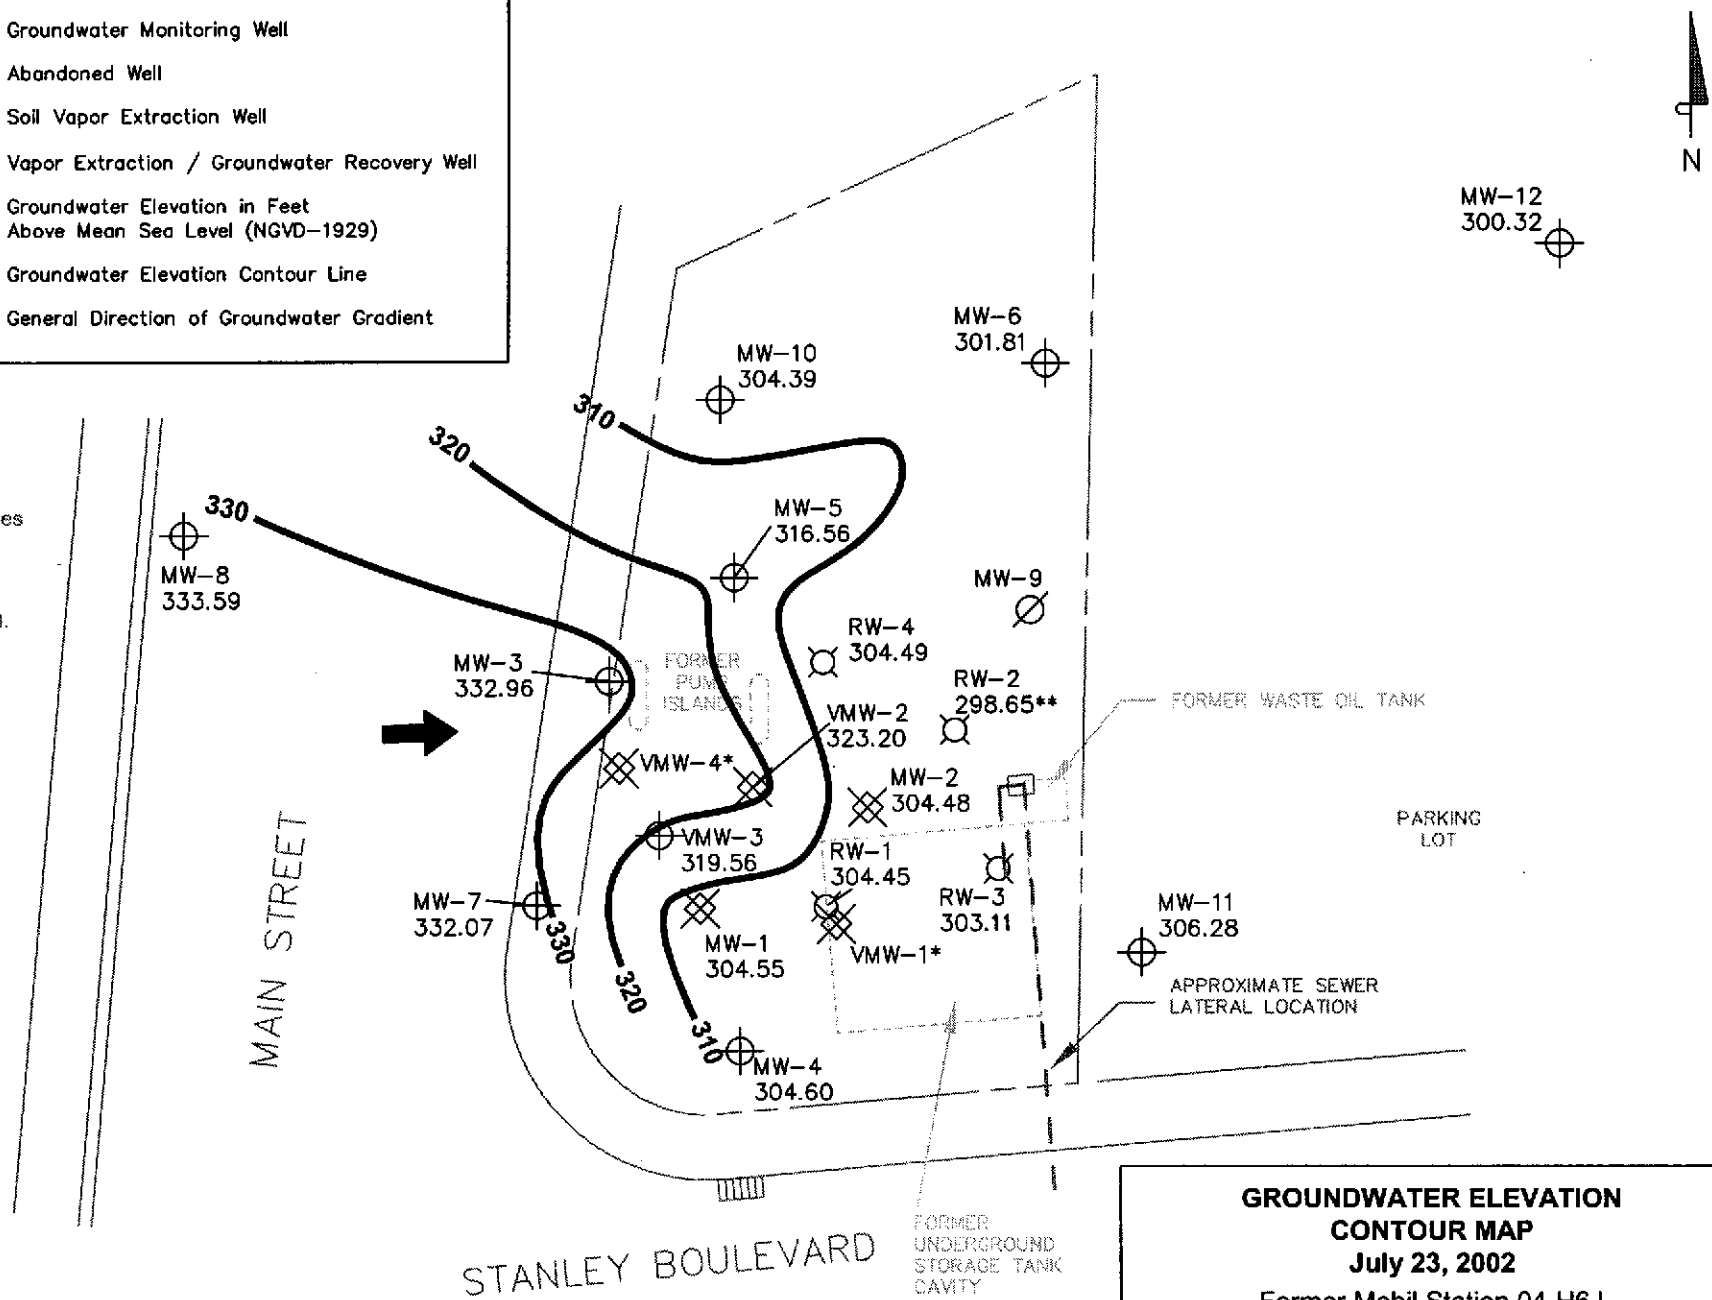 Groundwater Monitoring Well
Abandoned Well
Soil Vapor Extraction Well
Vapor Extraction / Groundwater Recovery Well
Groundwater Elevation in Feet
Above Mean Sea Level (NGVD-1929)
Groundwater Elevation Contour Line
General Direction of Groundwater Gradient
N
MW-12
300.32
MW-6
301.81
MW-10
304.39
310
320
330
es
MW-5
316.56
MW-8
333.59
MW-9
RW-4
304.49
MW-3
332.96
FORMER
PUMP
ISLANDS
RW-2
298.65**
FORMER WASTE OIL TANK
VMW-2
323.20
VMW-4*
MW-2
304.48
PARKING
LOT
VMW-3
319.56
RW-1
304.45
MW-7
332.07
RW-3
303.11
MW-11
306.28
MW-1
304.55
VMW-1*
330
320
310
APPROXIMATE SEWER
LATERAL LOCATION
MAIN STREET
MW-4
304.60
STANLEY BOULEVARD
FORMER
UNDERGROUND
STORAGE TANK
CAVITY
GROUNDWATER ELEVATION
CONTOUR MAP
July 23, 2002
Former Mobil Station 04-H6J